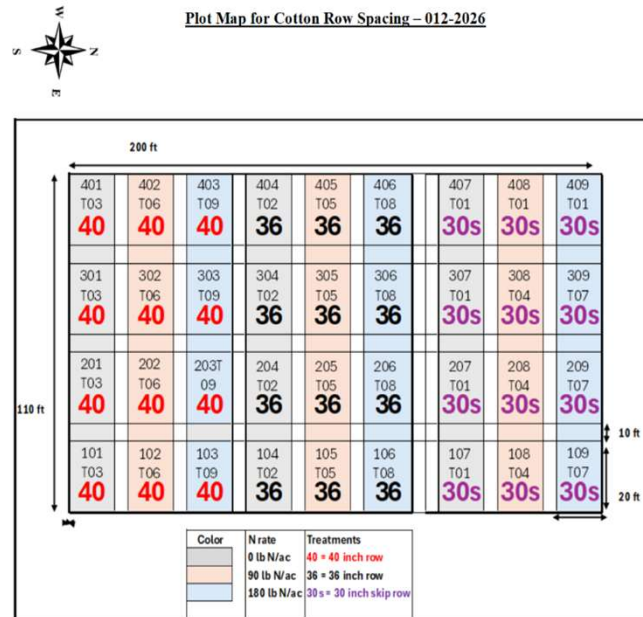 Plot Map for Cotton Row Spacing – 012-2026
W
S N
E
200 ft
401 402 403 404 405 406 407 408 409
T03 T06 T09 T02 T05 T08 T01 T01 T01
40 40 40 36 36 36 30s 30s 30s
301 302 303 304 305 306 307 308 309
T03 T06 T09 T02 T05 T08 T01 T04 T07
40 40 40 36 36 36 30s 30s 30s
201 202 203T 204 205 206 207 208 209
T03 T06 09 T02 T05 T08 T01 T04 T07
40 40 40 36 36 36 30s 30s 30s
110 ft
10 ft
101 102 103 104 105 106 107 108 109
T03 T06 T09 T02 T05 T08 T01 T04 T07
40 40 40 36 36 36 30s 30s 30s
20 ft
Color N rate Treatments
0 lb N/ac 40 = 40 inch row
90 lb N/ac 36 = 36 inch row
180 lb N/ac 30s = 30 inch skip row